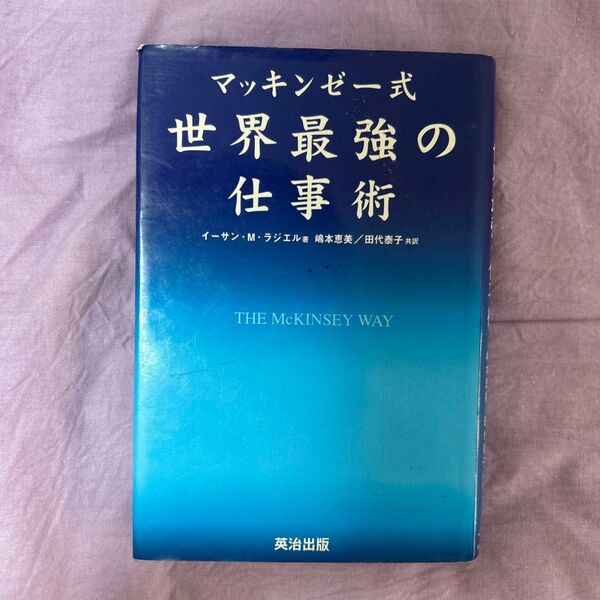 マッキンゼー式
世界最強の
仕事術
イーサン・M・ラジエル著 嶋本恵美／田代泰子共訳
THE McKINSEY WAY
英治出版